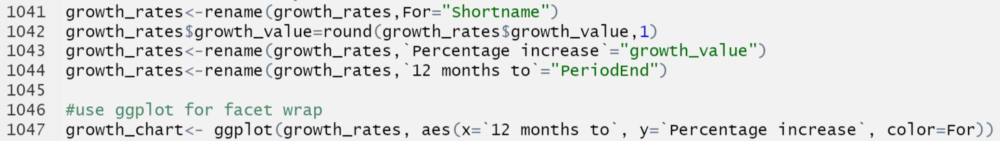 1041 growth_rates<-rename(growth_rates,For="Shortname")
1042 growth_rates$growth_value=round(growth_rates$growth_value,1)
1043 growth_rates<-rename(growth_rates,`Percentage increase`="growth_value")
1044 growth_rates<-rename(growth_rates,`12 months to`="PeriodEnd")
1045
1046 #use ggplot for facet wrap
1047 growth_chart<- ggplot(growth_rates, aes(x=`12 months to`, y=`Percentage increase`, color=For))